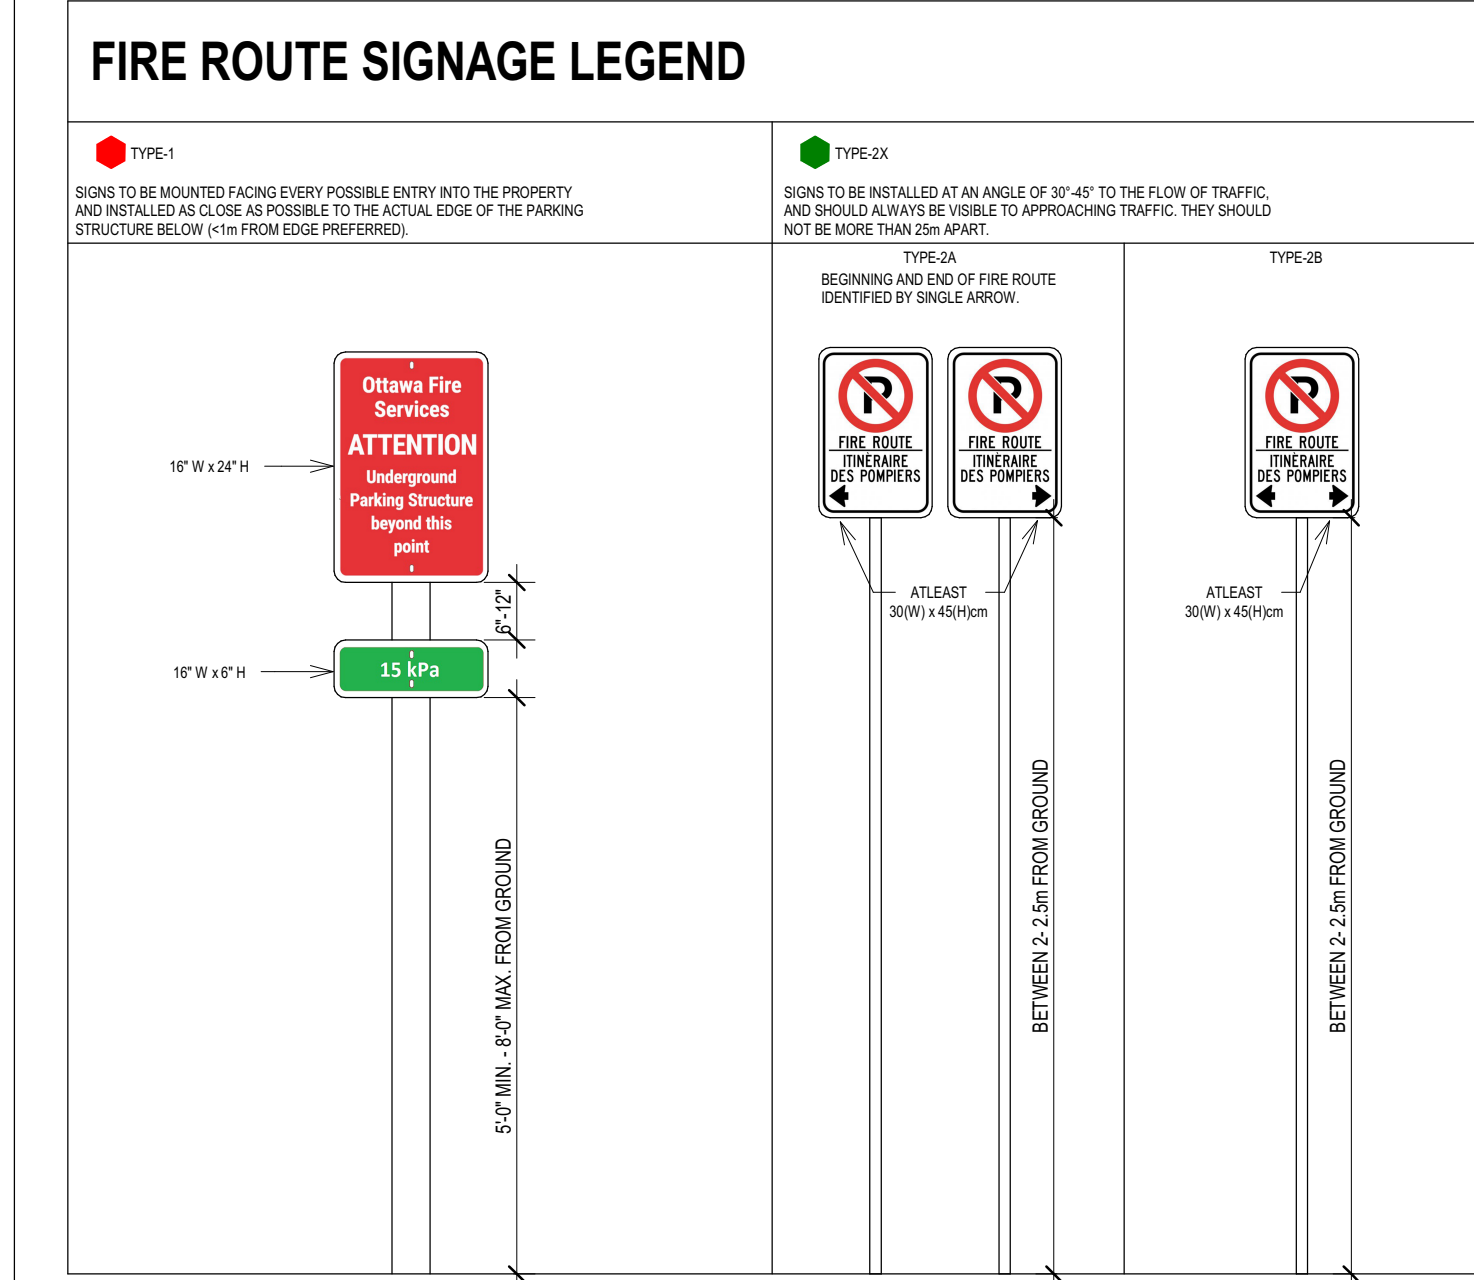 FIRE ROUTE SIGNAGE LEGEND
TYPE-1
SIGNS TO BE MOUNTED FACING EVERY POSSIBLE ENTRY INTO THE PROPERTY
AND INSTALLED AS CLOSE AS POSSIBLE TO THE ACTUAL EDGE OF THE PARKING
STRUCTURE BELOW (<1m FROM EDGE PREFERRED).
Ottawa Fire
Services
ATTENTION
Underground
Parking Structure
beyond this
point
16" W x 24" H
6"-12"
15 kPa
16" W x 6" H
5'-0" MIN. - 8'-0" MAX. FROM GROUND
TYPE-2X
SIGNS TO BE INSTALLED AT AN ANGLE OF 30°-45° TO THE FLOW OF TRAFFIC,
AND SHOULD ALWAYS BE VISIBLE TO APPROACHING TRAFFIC. THEY SHOULD
NOT BE MORE THAN 25m APART.
TYPE-2A
BEGINNING AND END OF FIRE ROUTE
IDENTIFIED BY SINGLE ARROW.
P
FIRE ROUTE
ITINÈRAIRE
DES POMPIERS
P
FIRE ROUTE
ITINÈRAIRE
DES POMPIERS
ATLEAST
30(W) x 45(H)cm
BETWEEN 2- 2.5m FROM GROUND
TYPE-2B
P
FIRE ROUTE
ITINÈRAIRE
DES POMPIERS
ATLEAST
30(W) x 45(H)cm
BETWEEN 2- 2.5m FROM GROUND